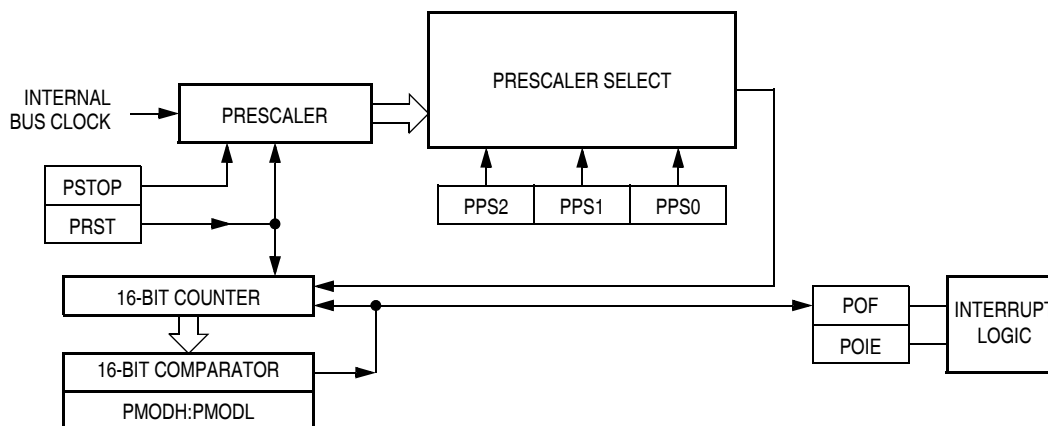 INTERNAL
BUS CLOCK
PRESCALER
PRESCALER SELECT
PSTOP
PRST
PPS2 PPS1 PPS0
16-BIT COUNTER
16-BIT COMPARATOR
PMODH:PMODL
POF
POIE
INTERRUPT
LOGIC